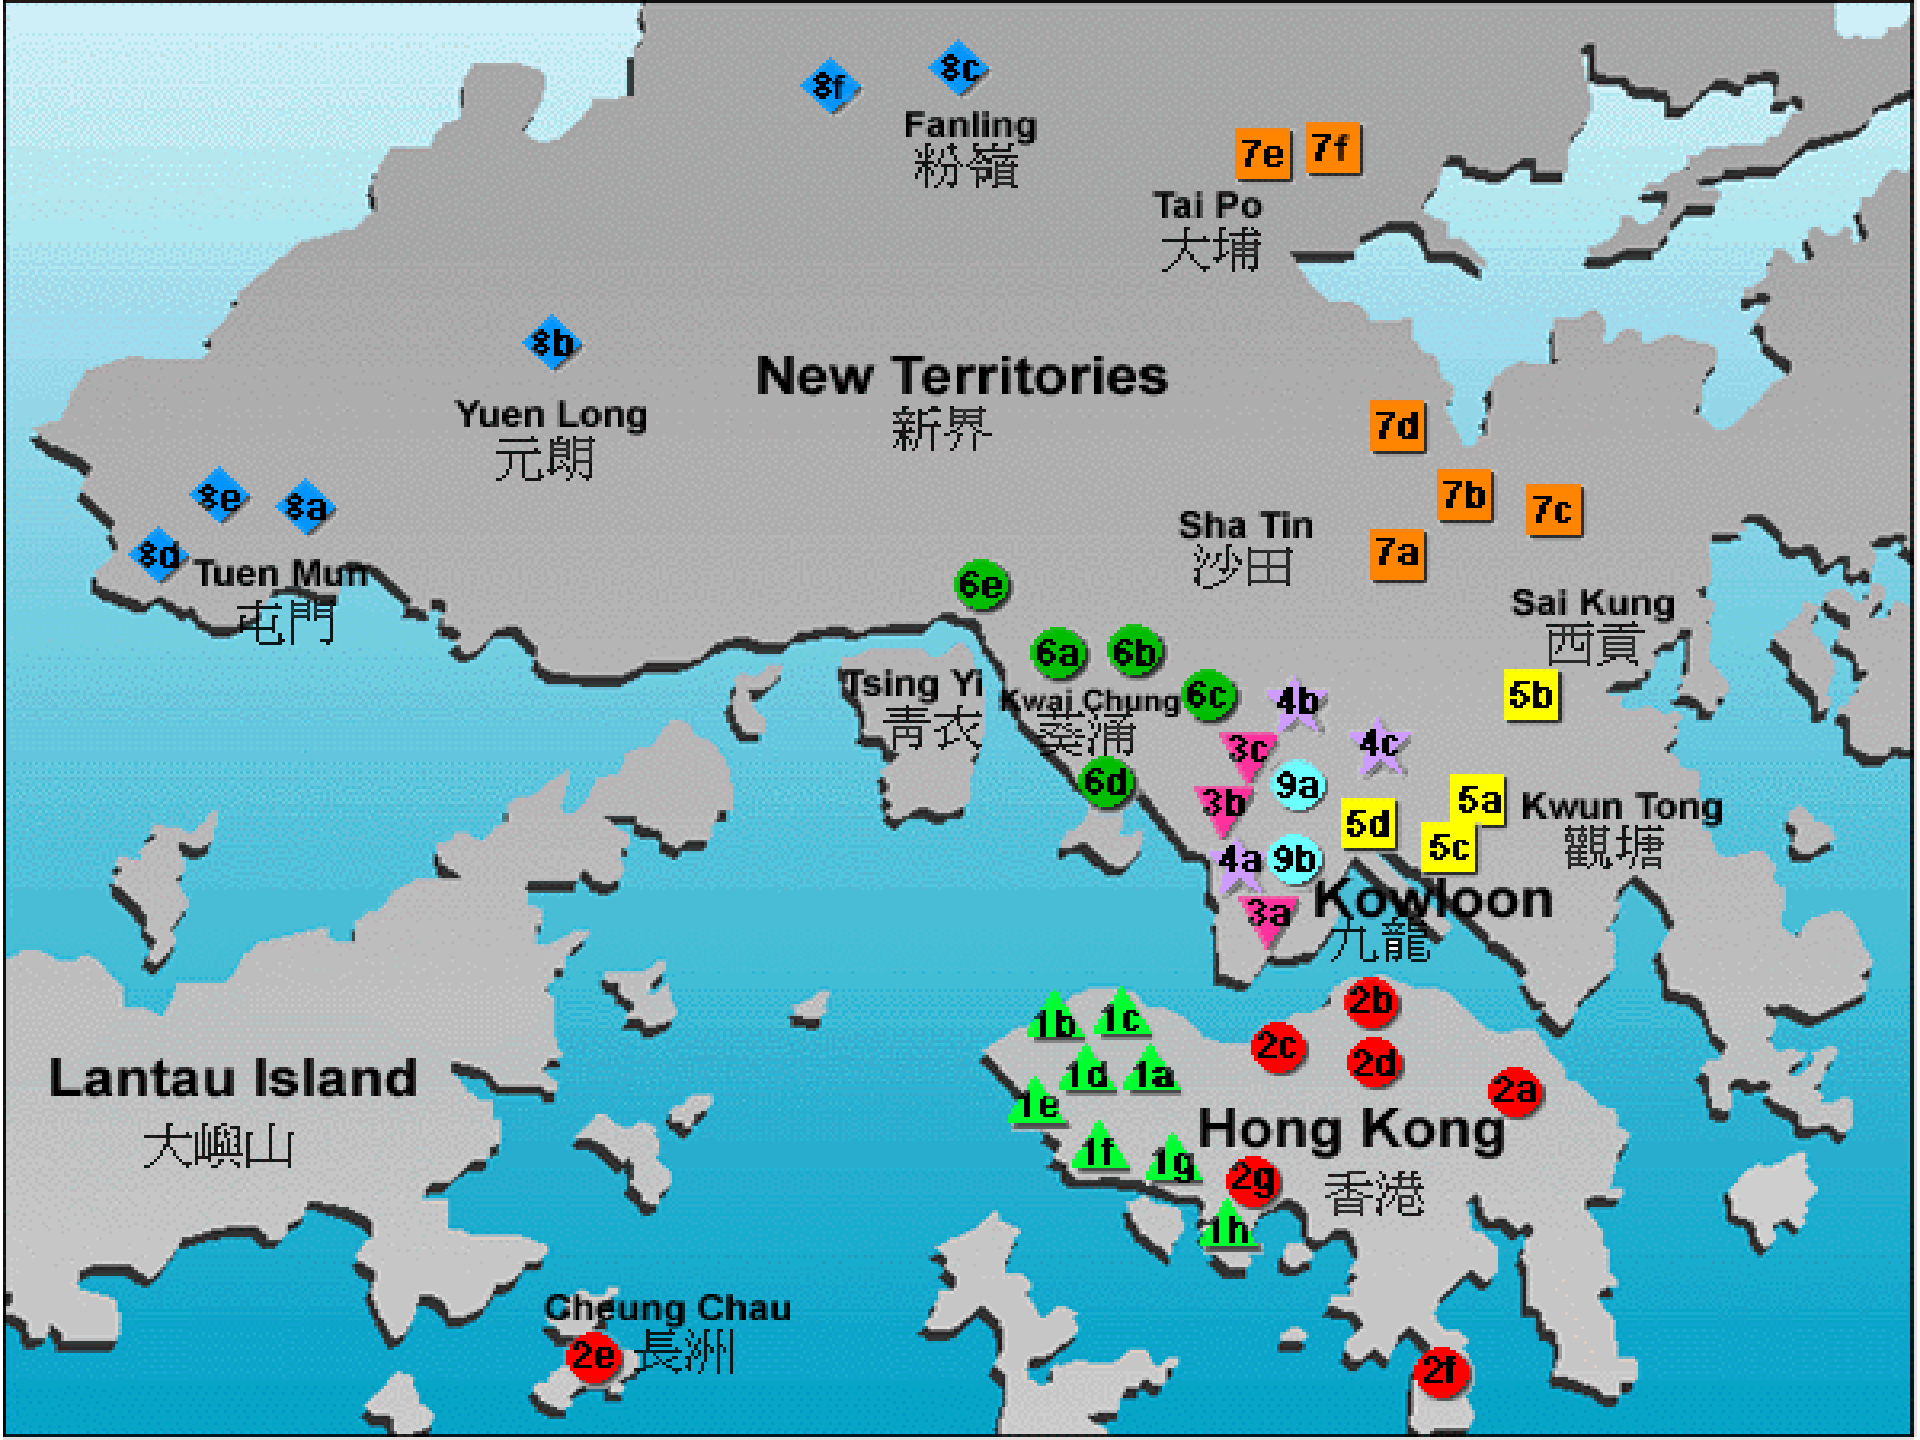 8f
8c
Fanling
粉嶺
7e
7f
Tai Po
大埔
8b
New Territories
新界
Yuen Long
元朗
7d
8e
8a
7b
7c
Sha Tin
沙田
8d
7a
Tuen Mun
屯門
6e
Sai Kung
西貢
6a
6b
Tsing Yi
青衣
Kwai Chung
葵涌
6c
4b
5b
3c
4c
6d
9a
3b
5d
5a
Kwun Tong
觀塘
5c
4a
9b
3a
Kowloon
九龍
2b
1b
1c
2c
2d
1d
1a
2a
Lantau Island
大嶼山
1e
Hong Kong
香港
1f
1g
2g
1h
Cheung Chau
長洲
2e
2f